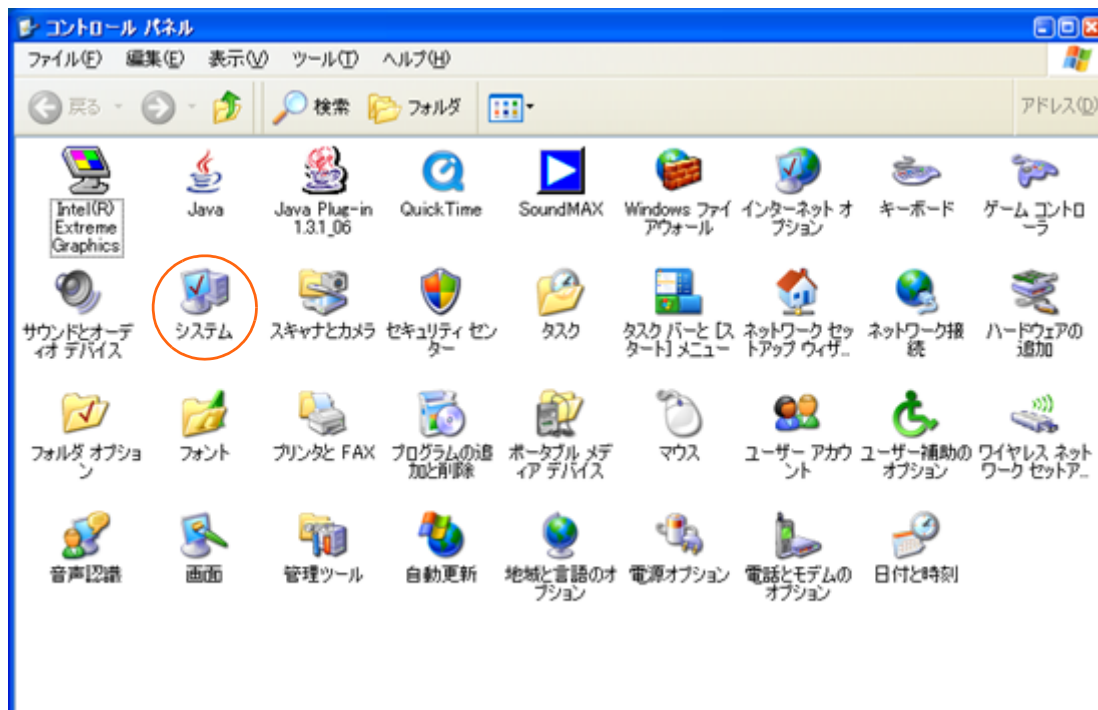 コントロール パネル
ファイル(F) 編集(E) 表示(V) ツール(T) ヘルプ(H)
戻る 検索 フォルダ アドレス(D)
Intel(R)
Extreme
Graphics
Java
Java Plug-in
1.3.1_06
QuickTime
SoundMAX
Windows ファイ
アウォール
インターネット オ
プション
キーボード
ゲーム コントロ
ーラ
サウンドとオーデ
ィオ デバイス
システム
スキャナとカメラ
セキュリティ セン
ター
タスク
タスク バーと [ス
タート] メニュー
ネットワーク セッ
トアップ ウィザ...
ネットワーク接
続
ハードウェアの
追加
フォルダ オプショ
ン
フォント
プリンタと FAX
プログラムの追
加と削除
ポータブル メデ
ィア デバイス
マウス
ユーザー アカウ
ント
ユーザー補助の
オプション
ワイヤレス ネット
ワーク セットア...
音声認識
画面
管理ツール
自動更新
地域と言語のオ
プション
電源オプション
電話とモデムの
オプション
日付と時刻